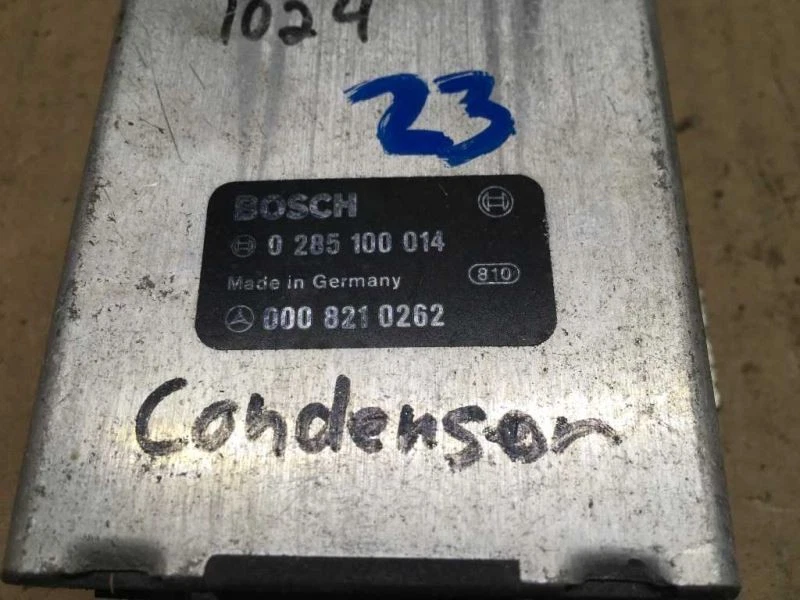 1024
23
BOSCH
0 285 100 014
Made in Germany 810
000 821 0262
Condensor